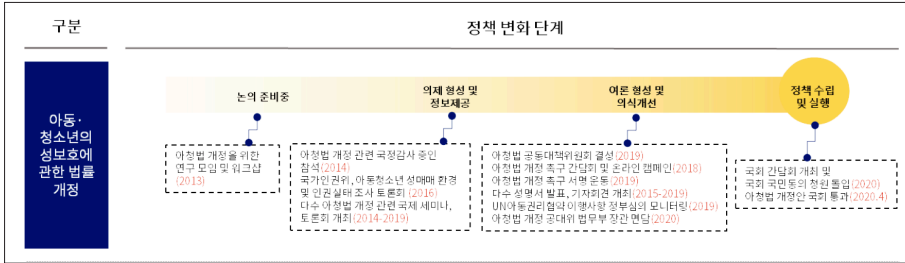 구분
정책 변화 단계
아동·
청소년의
성보호에
관한 법률
개정
논의 준비중
의제 형성 및
정보제공
여론 형성 및
의식개선
정책 수립
및 실행
아청법 개정을 위한
연구 모임 및 워크샵
(2013)
아청법 개정 관련 국정감사 증인
참석(2014)
국가인권위, 아동청소년 성매매 환경
및 인권실태 조사 토론회 (2016)
다수 아청법 개정 관련 국제 세미나,
토론회 개최(2014-2019)
아청법 공동대책위원회 결성(2019)
아청법 개정 촉구 간담회 및 온라인 캠페인(2018)
아청법 개정 촉구 서명 운동(2019)
다수 성명서 발표, 기자회견 개최(2015-2019)
UN아동권리협약 이행사항 정부심의 모니터링(2019)
아청법 개정 공대위 법무부 장관 면담(2020)
국회 간담회 개최 및
국회 국민동의 청원 돌입(2020)
아청법 개정안 국회 통과(2020.4)